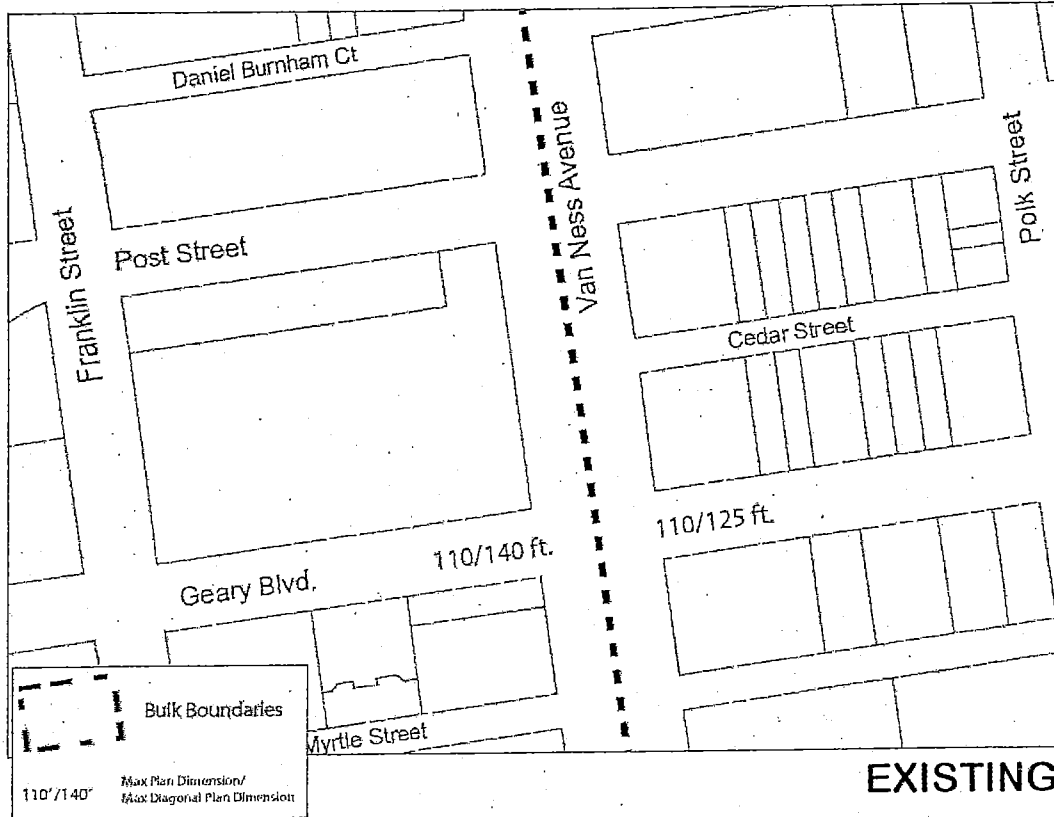 Daniel Burnham Ct
Franklin Street
Post Street
Van Ness Avenue
Polk Street
Cedar Street
110/125 ft.
110/140 ft.
Geary Blvd.
Bulk Boundaries
Myrtle Street
110'/140'
Max Plan Dimension/
Max Diagonal Plan Dimension
EXISTING